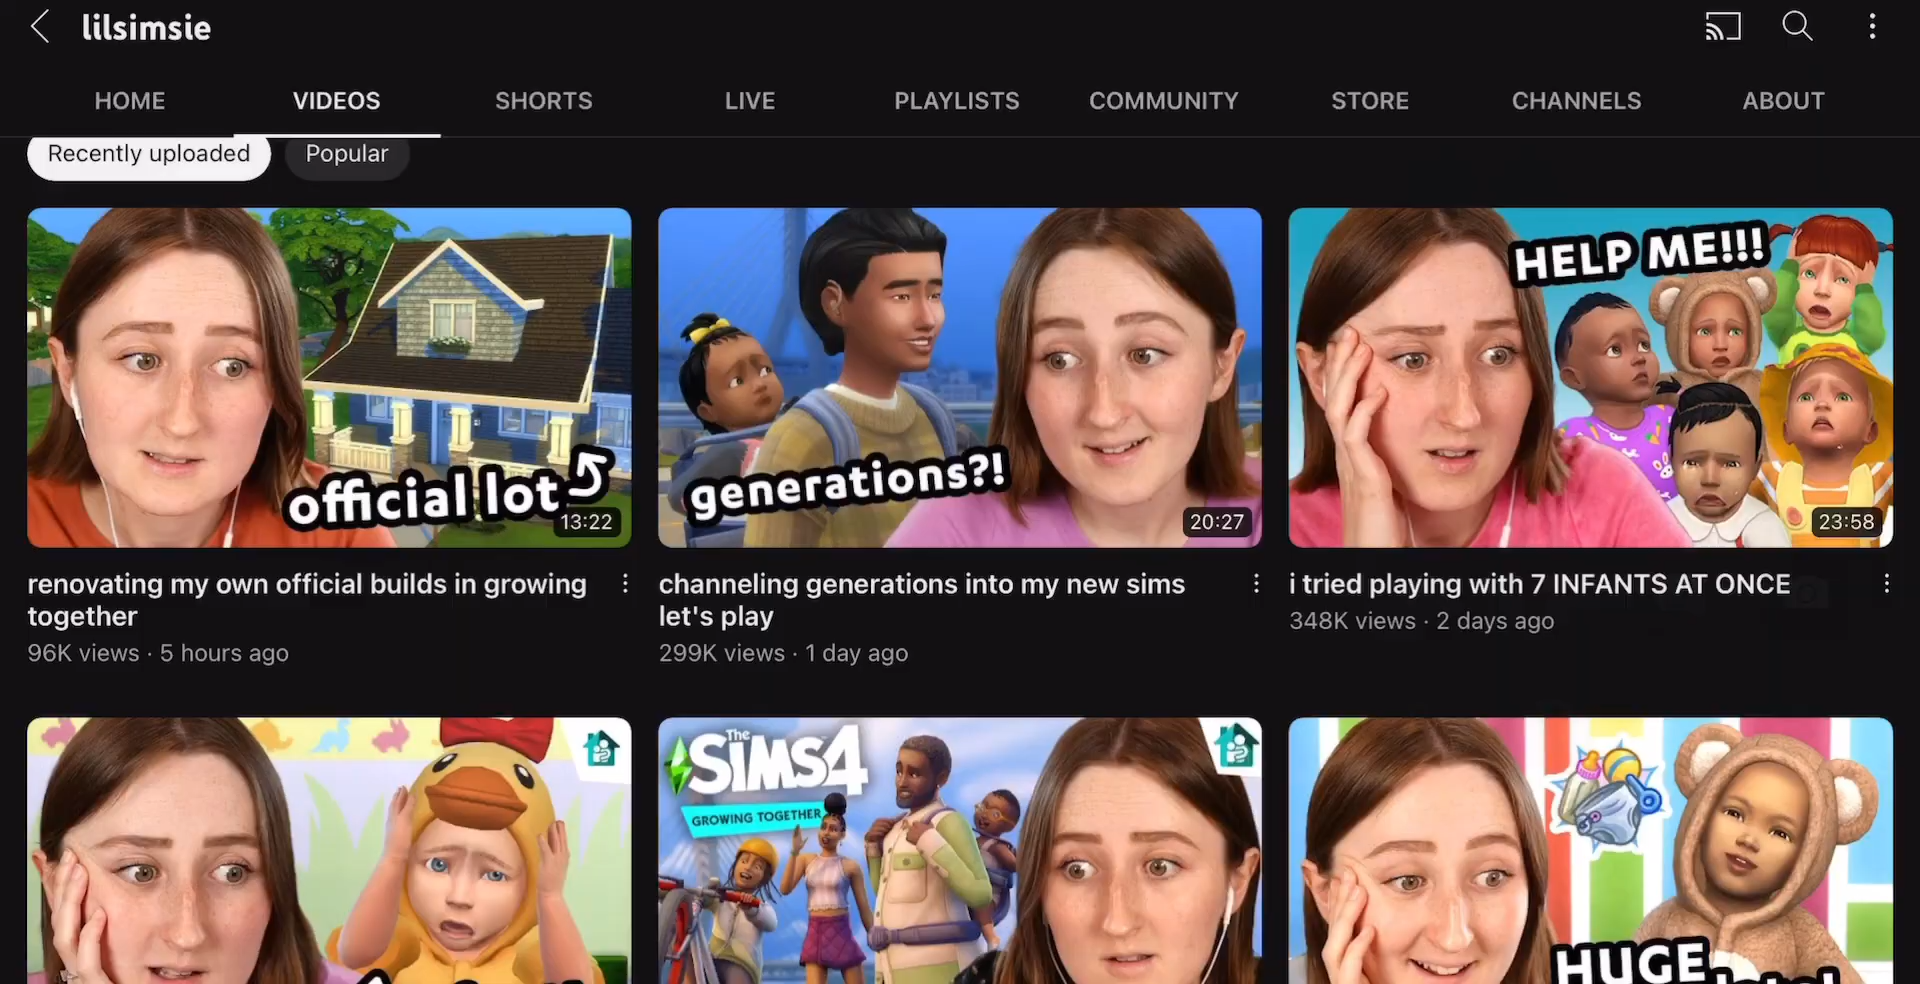 lilsimsie
HOME
VIDEOS
SHORTS
LIVE
PLAYLISTS
COMMUNITY
STORE
CHANNELS
ABOUT
Recently uploaded
Popular
official lot
13:22
renovating my own official builds in growing
together
96K views · 5 hours ago
generations?!
20:27
channeling generations into my new sims
let's play
299K views · 1 day ago
HELP ME!!!
23:58
i tried playing with 7 INFANTS AT ONCE
348K views · 2 days ago
The
SIMS4
GROWING TOGETHER
HUGE